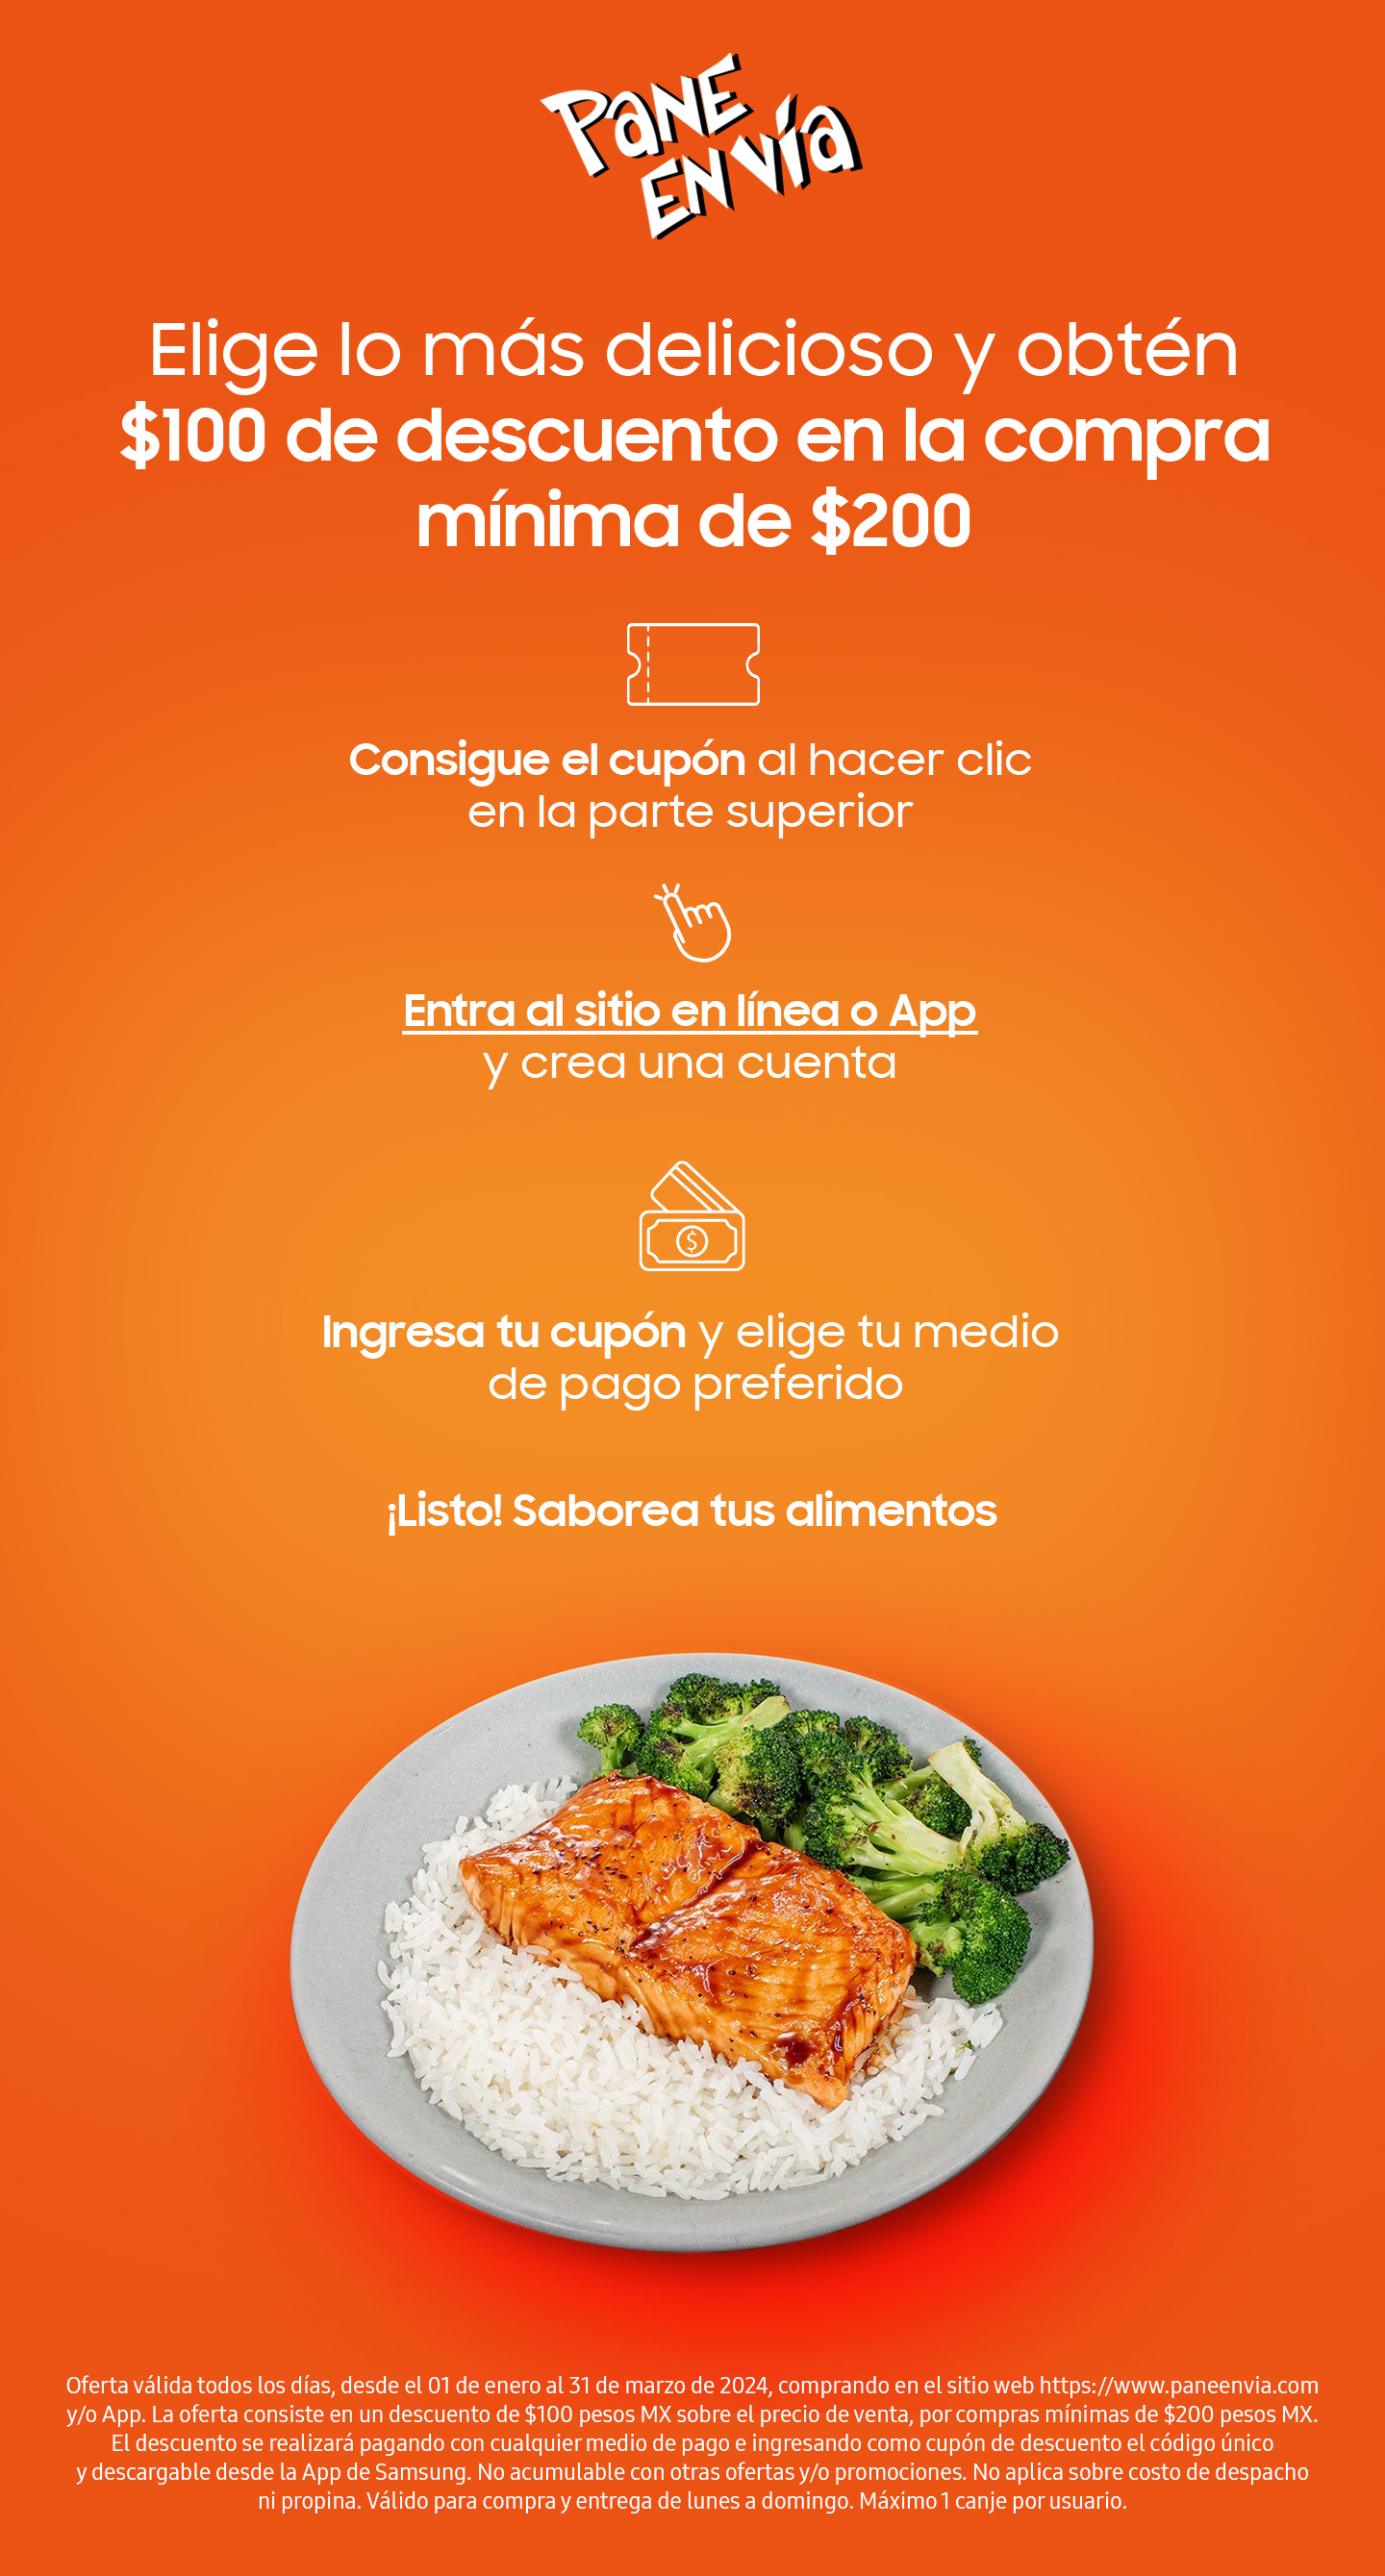 PaNE
EN Vía
Elige lo más delicioso y obtén
$100 de descuento en la compra
mínima de $200
Consigue el cupón al hacer clic
en la parte superior
Entra al sitio en línea o App
y crea una cuenta
$
Ingresa tu cupón y elige tu medio
de pago preferido
¡Listo! Saborea tus alimentos
Oferta válida todos los días, desde el 01 de enero al 31 de marzo de 2024, comprando en el sitio web https://www.paneenvia.com
y/o App. La oferta consiste en un descuento de $100 pesos MX sobre el precio de venta, por compras mínimas de $200 pesos MX.
El descuento se realizará pagando con cualquier medio de pago e ingresando como cupón de descuento el código único
y descargable desde la App de Samsung. No acumulable con otras ofertas y/o promociones. No aplica sobre costo de despacho
ni propina. Válido para compra y entrega de lunes a domingo. Máximo 1 canje por usuario.